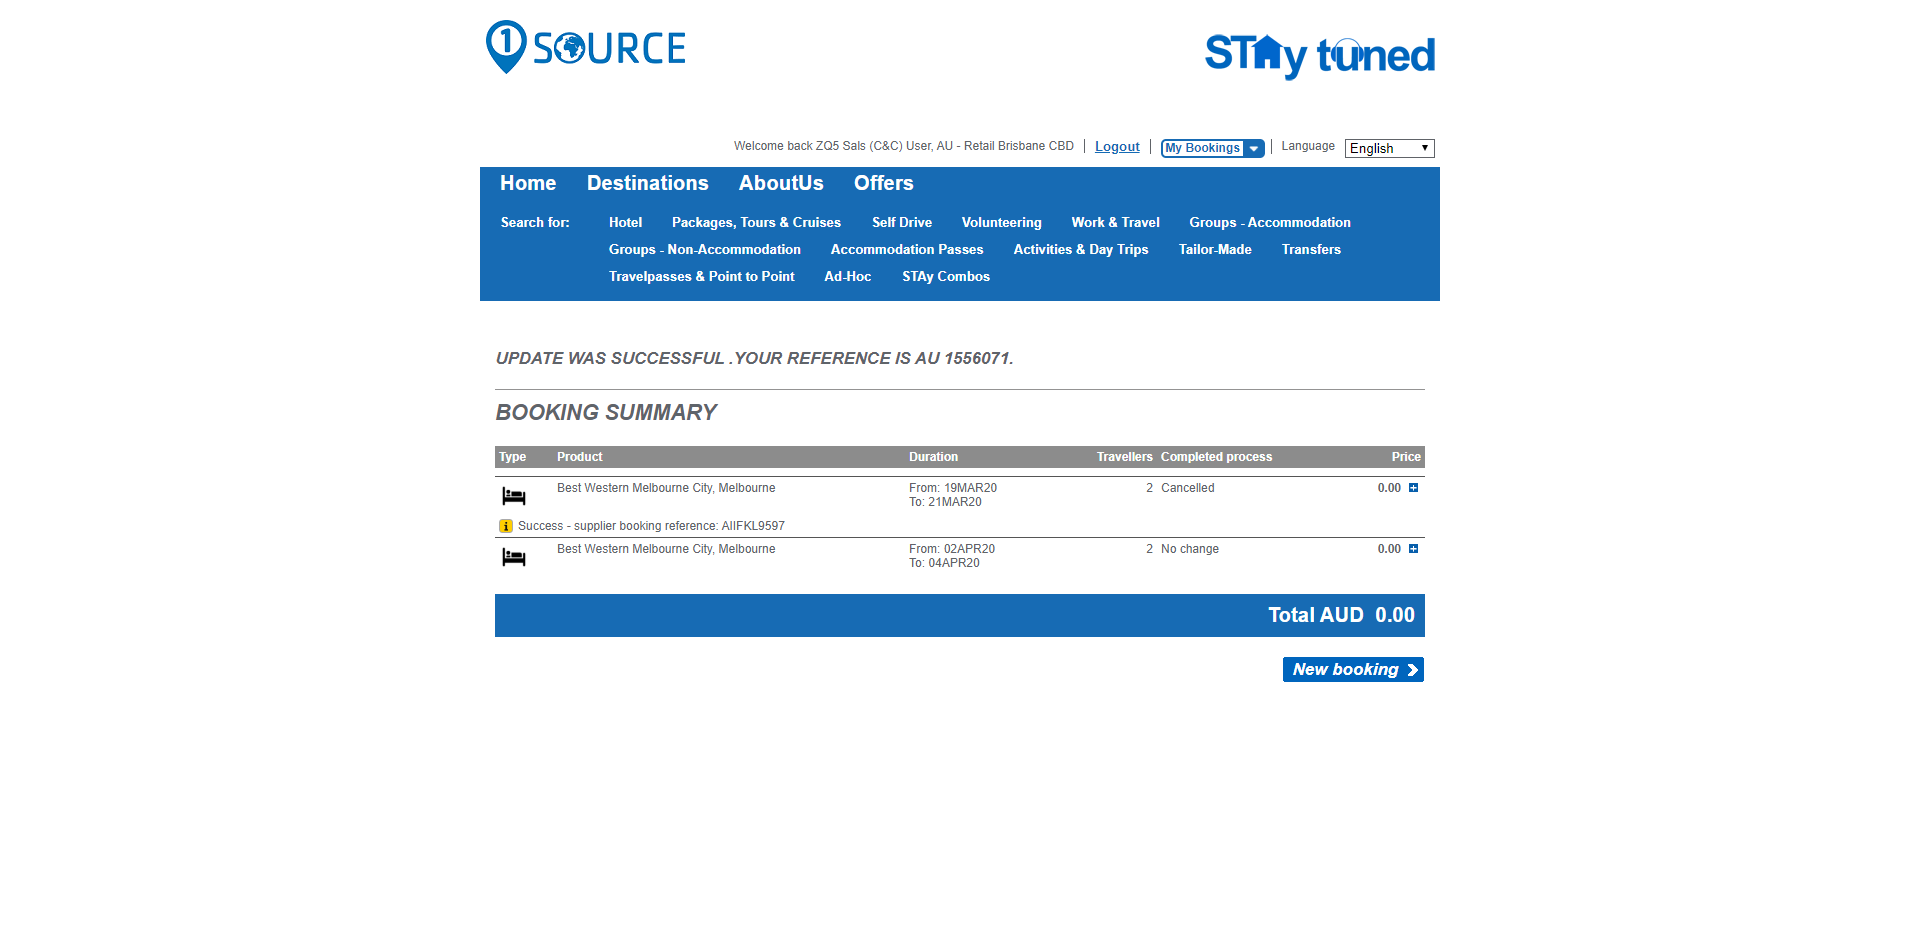 1 SOURCE
STAy tuned
Welcome back ZQ5 Sals (C&C) User, AU - Retail Brisbane CBD | Logout | My Bookings | Language English
Home Destinations AboutUs Offers
Search for: Hotel Packages, Tours & Cruises Self Drive Volunteering Work & Travel Groups - Accommodation
Groups - Non-Accommodation Accommodation Passes Activities & Day Trips Tailor-Made Transfers
Travelpasses & Point to Point Ad-Hoc STAy Combos
UPDATE WAS SUCCESSFUL .YOUR REFERENCE IS AU 1556071.
BOOKING SUMMARY
Type Product Duration Travellers Completed process Price
Best Western Melbourne City, Melbourne From: 19MAR20 2 Cancelled 0.00
To: 21MAR20
Success - supplier booking reference: AIIFKL9597
Best Western Melbourne City, Melbourne From: 02APR20 2 No change 0.00
To: 04APR20
Total AUD 0.00
New booking